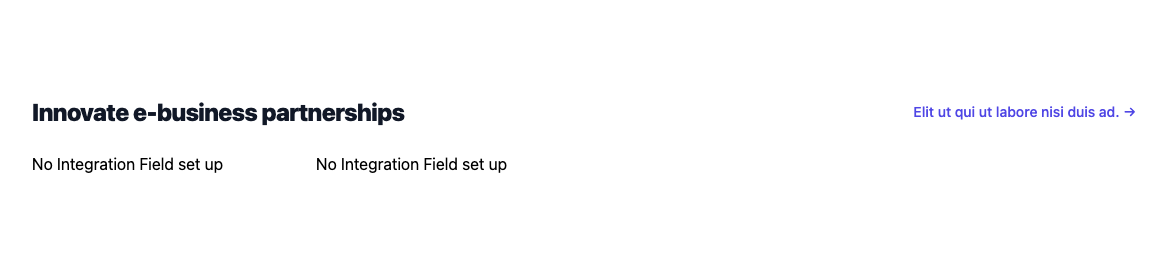 Innovate e-business partnerships
Elit ut qui ut labore nisi duis ad. →
No Integration Field set up
No Integration Field set up